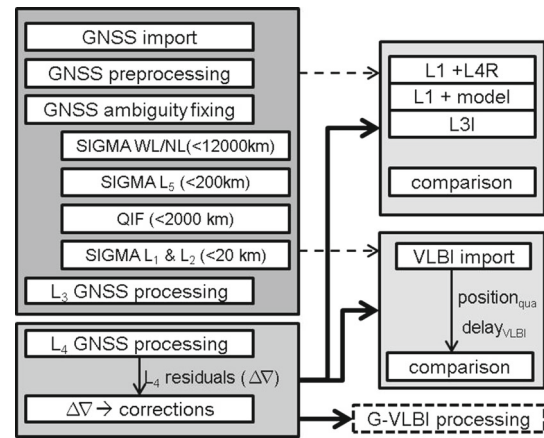 GNSS import
GNSS preprocessing
GNSS ambiguity fixing
SIGMA WL/NL (<12000km)
SIGMA L₅ (<200km)
QIF (<2000 km)
SIGMA L₁ & L₂ (<20 km)
L₃ GNSS processing
L₄ GNSS processing
L₄ residuals (Δ∇)
Δ∇ → corrections
L1 +L4R
L1 + model
L3I
comparison
VLBI import
position_qua
delay_VLBI
comparison
G-VLBI processing